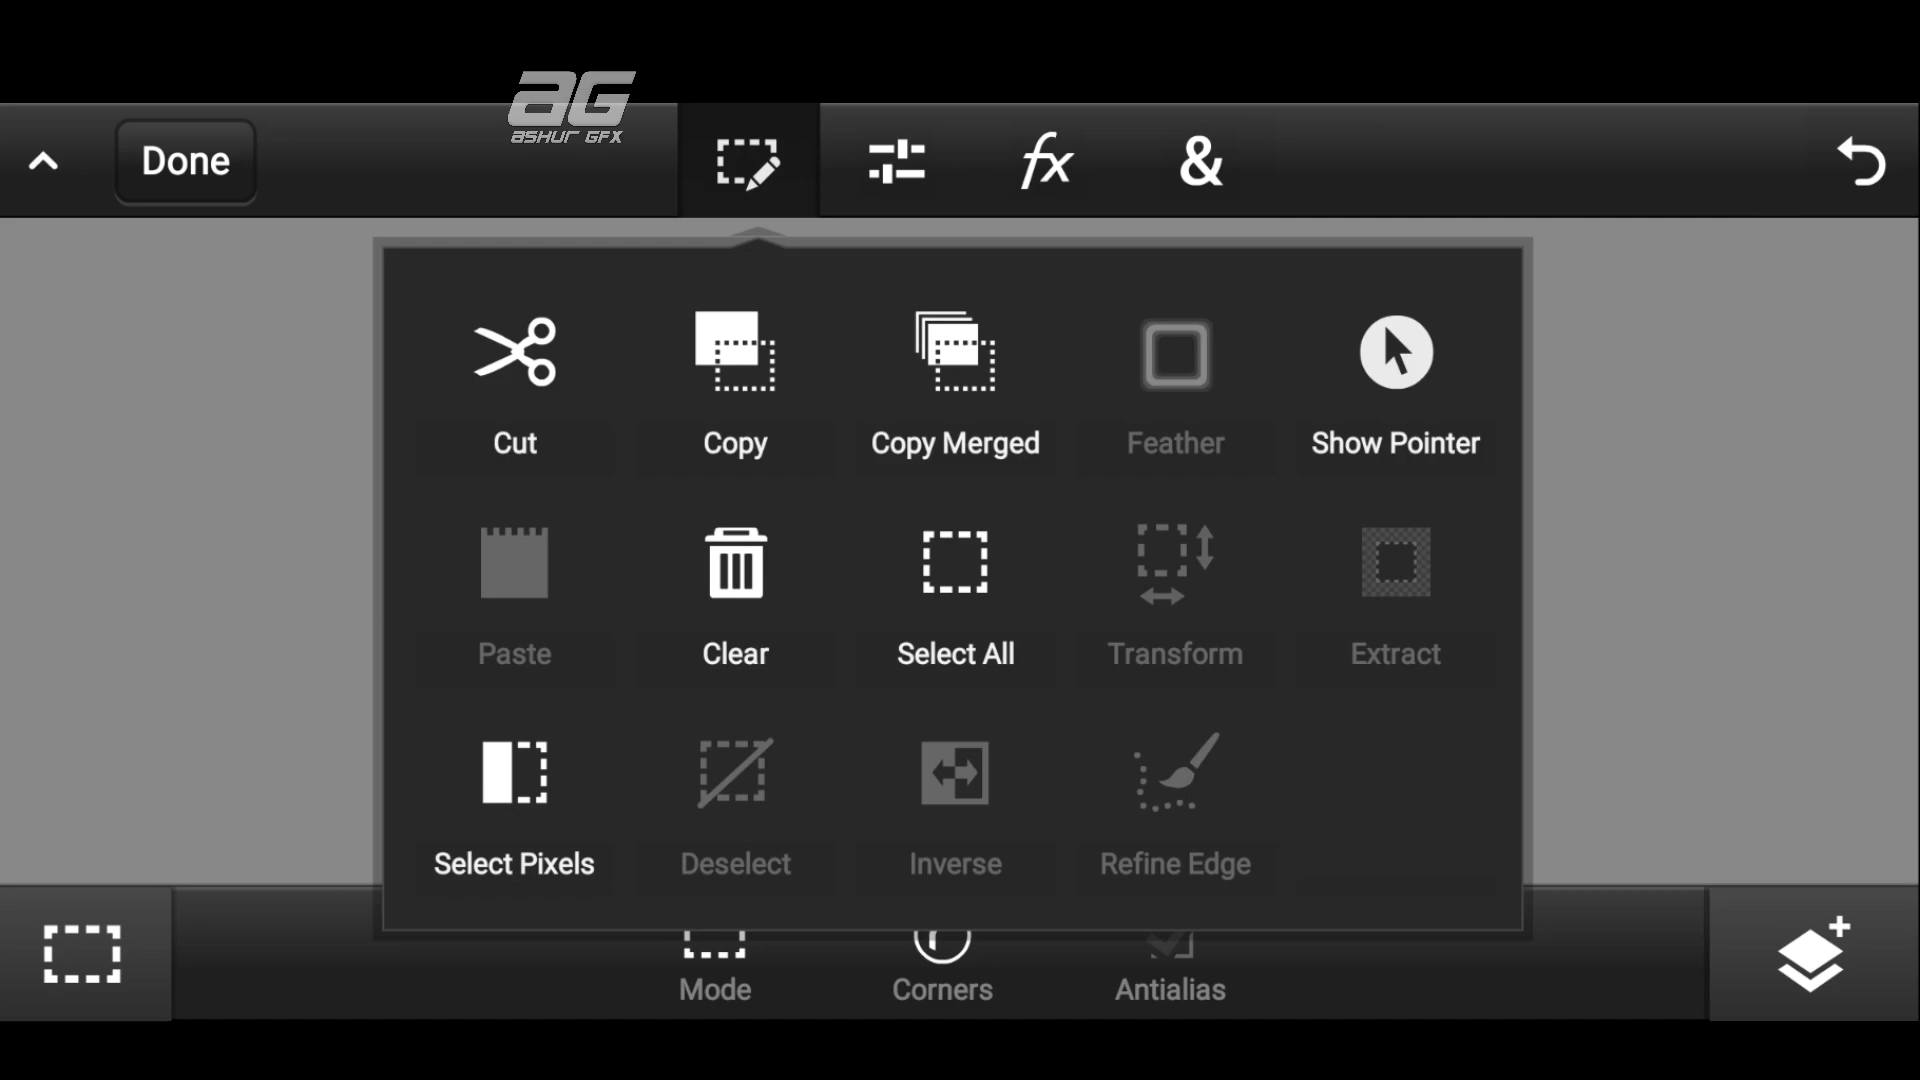 AG
ASHUR GFX
Done
fx
&
Cut
Copy
Copy Merged
Feather
Show Pointer
Paste
Clear
Select All
Transform
Extract
Select Pixels
Deselect
Inverse
Refine Edge
Mode
Corners
Antialias